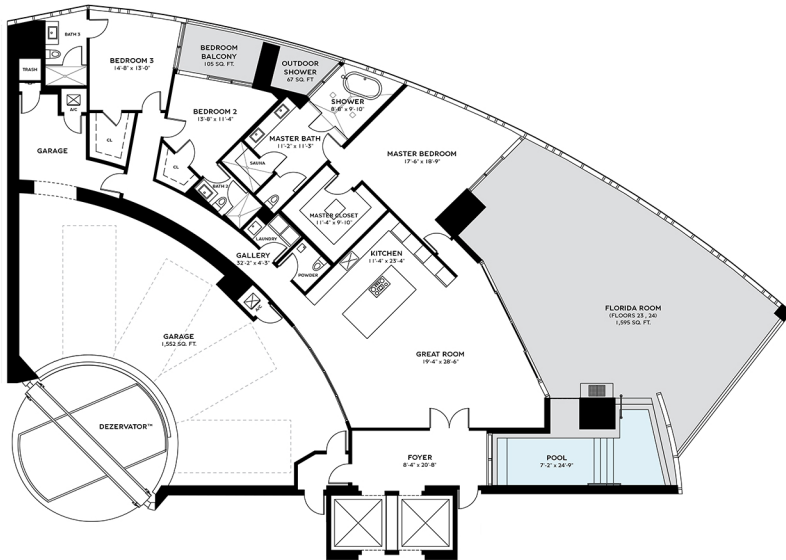 BATH 3
BEDROOM 3
14'-8" x 13'-0"
BEDROOM
BALCONY
105 SQ. FT.
OUTDOOR
SHOWER
67 SQ. FT
TRASH
A/C
SHOWER
8'-8" x 9'-10"
BEDROOM 2
13'-8" x 11'-4"
CL
GARAGE
MASTER BATH
11'-2" x 11'-3"
MASTER BEDROOM
17'-6" x 18'-9"
SAUNA
CL
BATH 2
MASTER CLOSET
11'-4" x 9'-10"
LAUNDRY
GALLERY
32'-2" x 4'-3"
KITCHEN
11'-4" x 23'-4"
POWDER
A/C
FLORIDA ROOM
(FLOORS 23 , 24)
1,595 SQ. FT.
GARAGE
1,552 SQ. FT.
GREAT ROOM
19'-4" x 28'-6"
DEZERVATOR™
FOYER
8'-4" x 20'-8"
POOL
7'-2" x 24'-9"